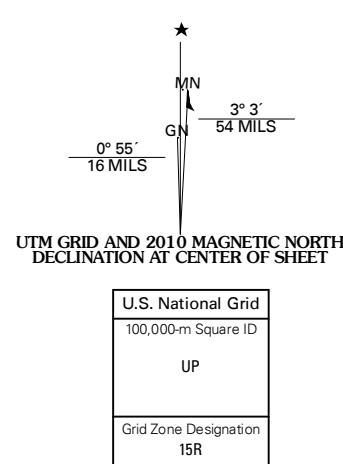 ★
MN
GN
3° 3´
54 MILS
0° 55´
16 MILS
UTM GRID AND 2010 MAGNETIC NORTH
DECLINATION AT CENTER OF SHEET
U.S. National Grid
100,000-m Square ID
UP
Grid Zone Designation
15R